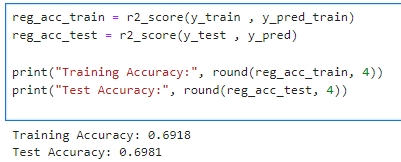 reg_acc_train = r2_score(y_train , y_pred_train)
reg_acc_test = r2_score(y_test , y_pred)
print("Training Accuracy:", round(reg_acc_train, 4))
print("Test Accuracy:", round(reg_acc_test, 4))
Training Accuracy: 0.6918
Test Accuracy: 0.6981